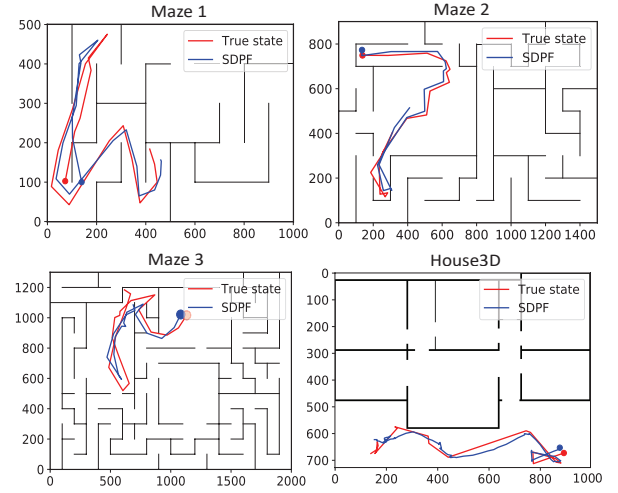 Maze 1
500
400
300
200
100
0
0 200 400 600 800 1000
True state
SDPF
Maze 2
800
600
400
200
0
0 200 400 600 800 1000 1200 1400
True state
SDPF
Maze 3
1200
1000
800
600
400
200
0
0 500 1000 1500 2000
True state
SDPF
House3D
0
100
200
300
400
500
600
700
0 200 400 600 800 1000
True state
SDPF